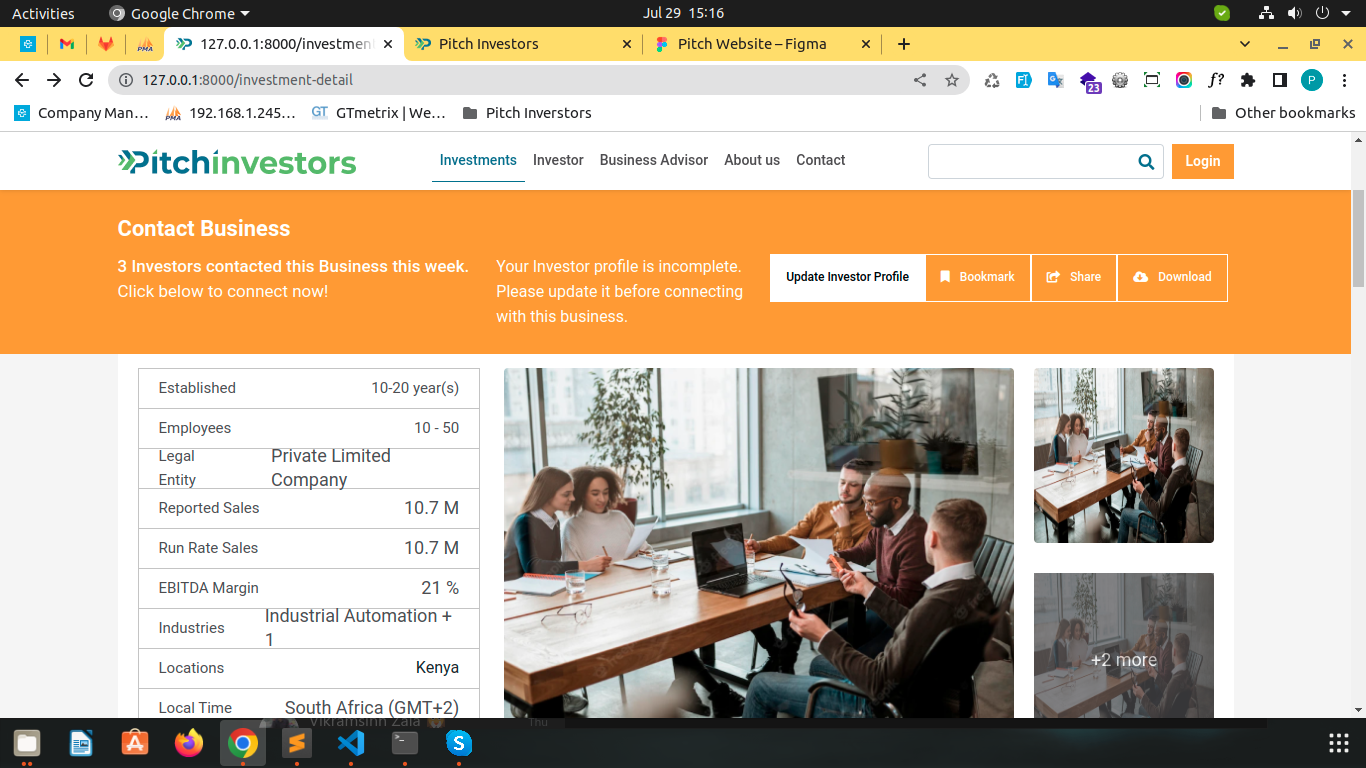 Activities
Google Chrome
Jul 29 15:16
PMA
127.0.0.1:8000/investment
Pitch Investors
Pitch Website – Figma
127.0.0.1:8000/investment-detail
23
f?
P
Company Man…
PMA
192.168.1.245…
GT
GTmetrix | We…
Pitch Inverstors
Other bookmarks
Pitchinvestors
Investments
Investor
Business Advisor
About us
Contact
Login
Contact Business
3 Investors contacted this Business this week.
Click below to connect now!
Your Investor profile is incomplete.
Please update it before connecting
with this business.
Update Investor Profile
Bookmark
Share
Download
Established 10-20 year(s)
Employees 10 - 50
Legal
Entity
Private Limited
Company
Reported Sales 10.7 M
Run Rate Sales 10.7 M
EBITDA Margin 21 %
Industries
Industrial Automation +
1
Locations Kenya
Local Time South Africa (GMT+2)
+2 more
Vikramsinh Zala
Thu